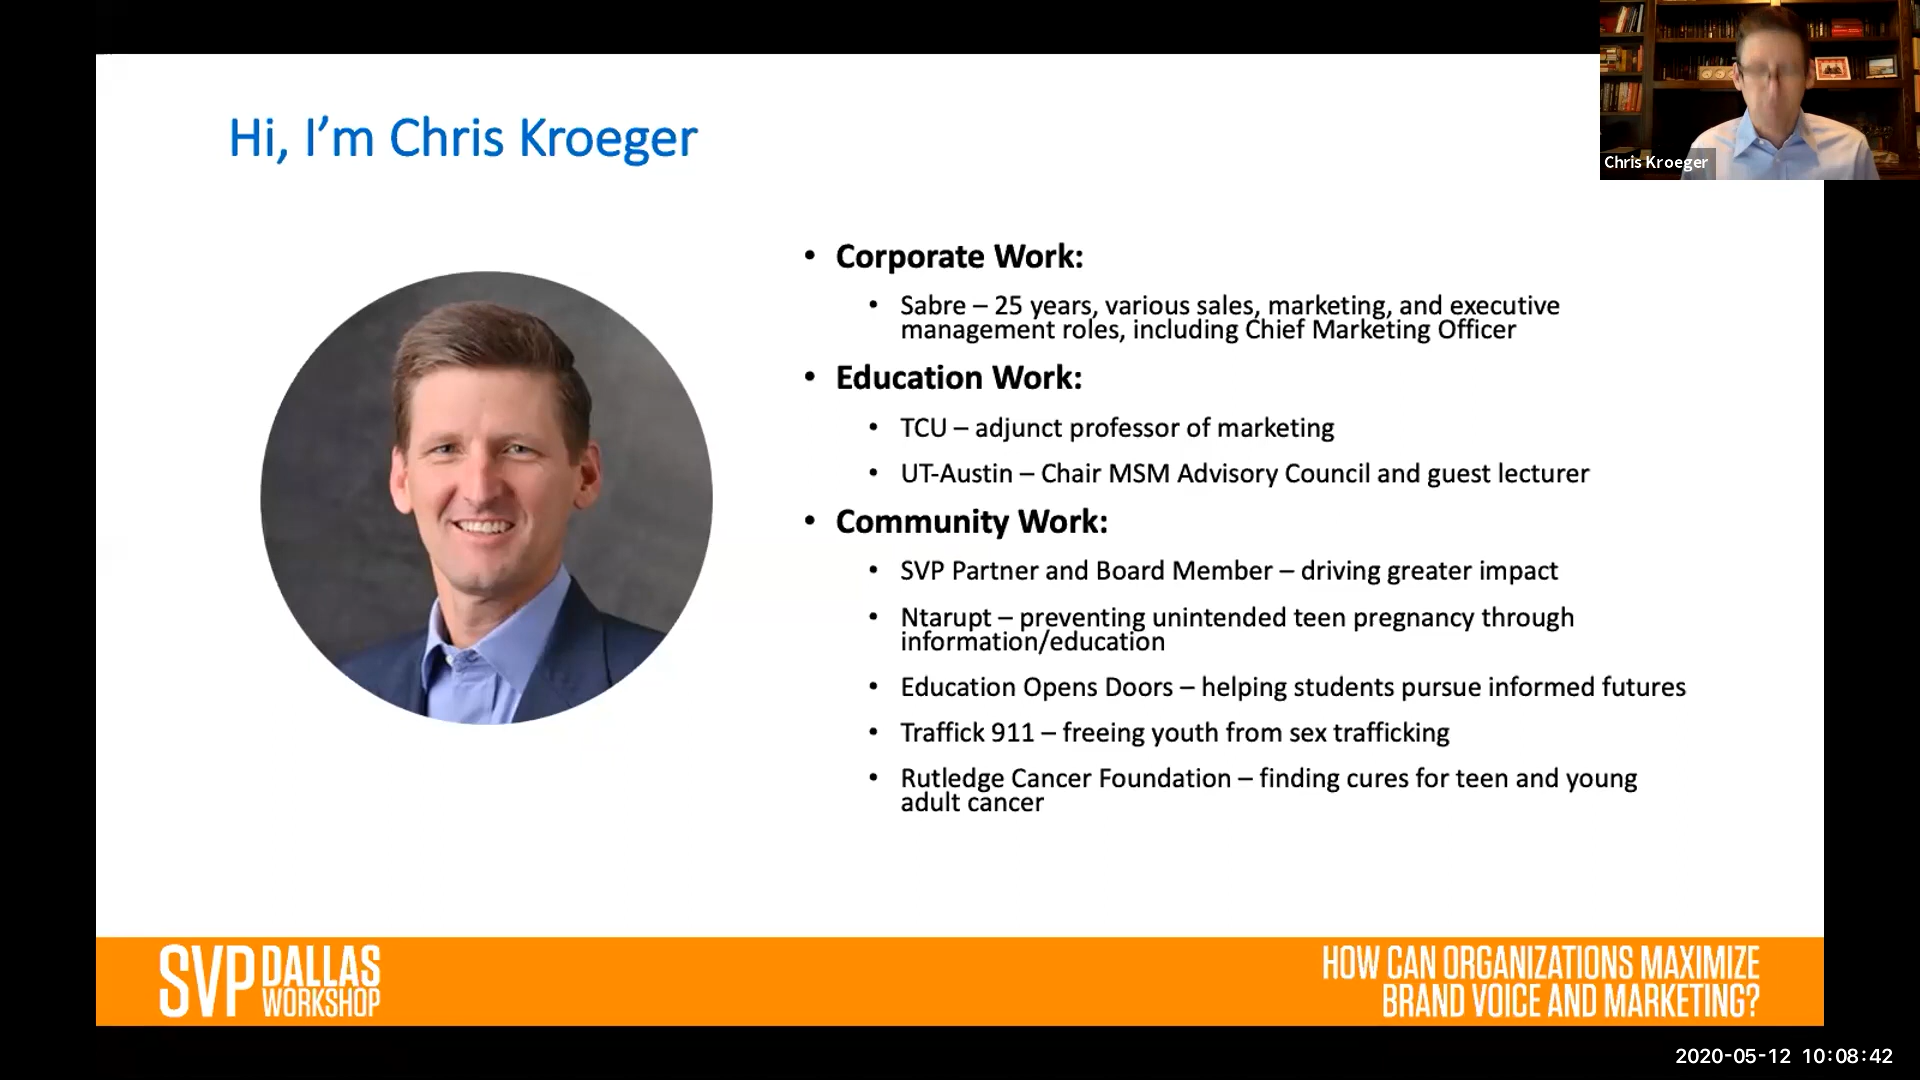 Hi, I’m Chris Kroeger
Chris Kroeger
• Corporate Work:
• Sabre – 25 years, various sales, marketing, and executive
management roles, including Chief Marketing Officer
• Education Work:
• TCU – adjunct professor of marketing
• UT-Austin – Chair MSM Advisory Council and guest lecturer
• Community Work:
• SVP Partner and Board Member – driving greater impact
• Ntarupt – preventing unintended teen pregnancy through
information/education
• Education Opens Doors – helping students pursue informed futures
• Traffick 911 – freeing youth from sex trafficking
• Rutledge Cancer Foundation – finding cures for teen and young
adult cancer
SVP DALLAS
WORKSHOP
HOW CAN ORGANIZATIONS MAXIMIZE
BRAND VOICE AND MARKETING?
2020-05-12 10:08:42